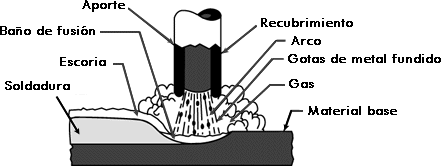 Aporte
Recubrimiento
Baño de fusión
Arco
Gotas de metal fundido
Escoria
Gas
Soldadura
Material base